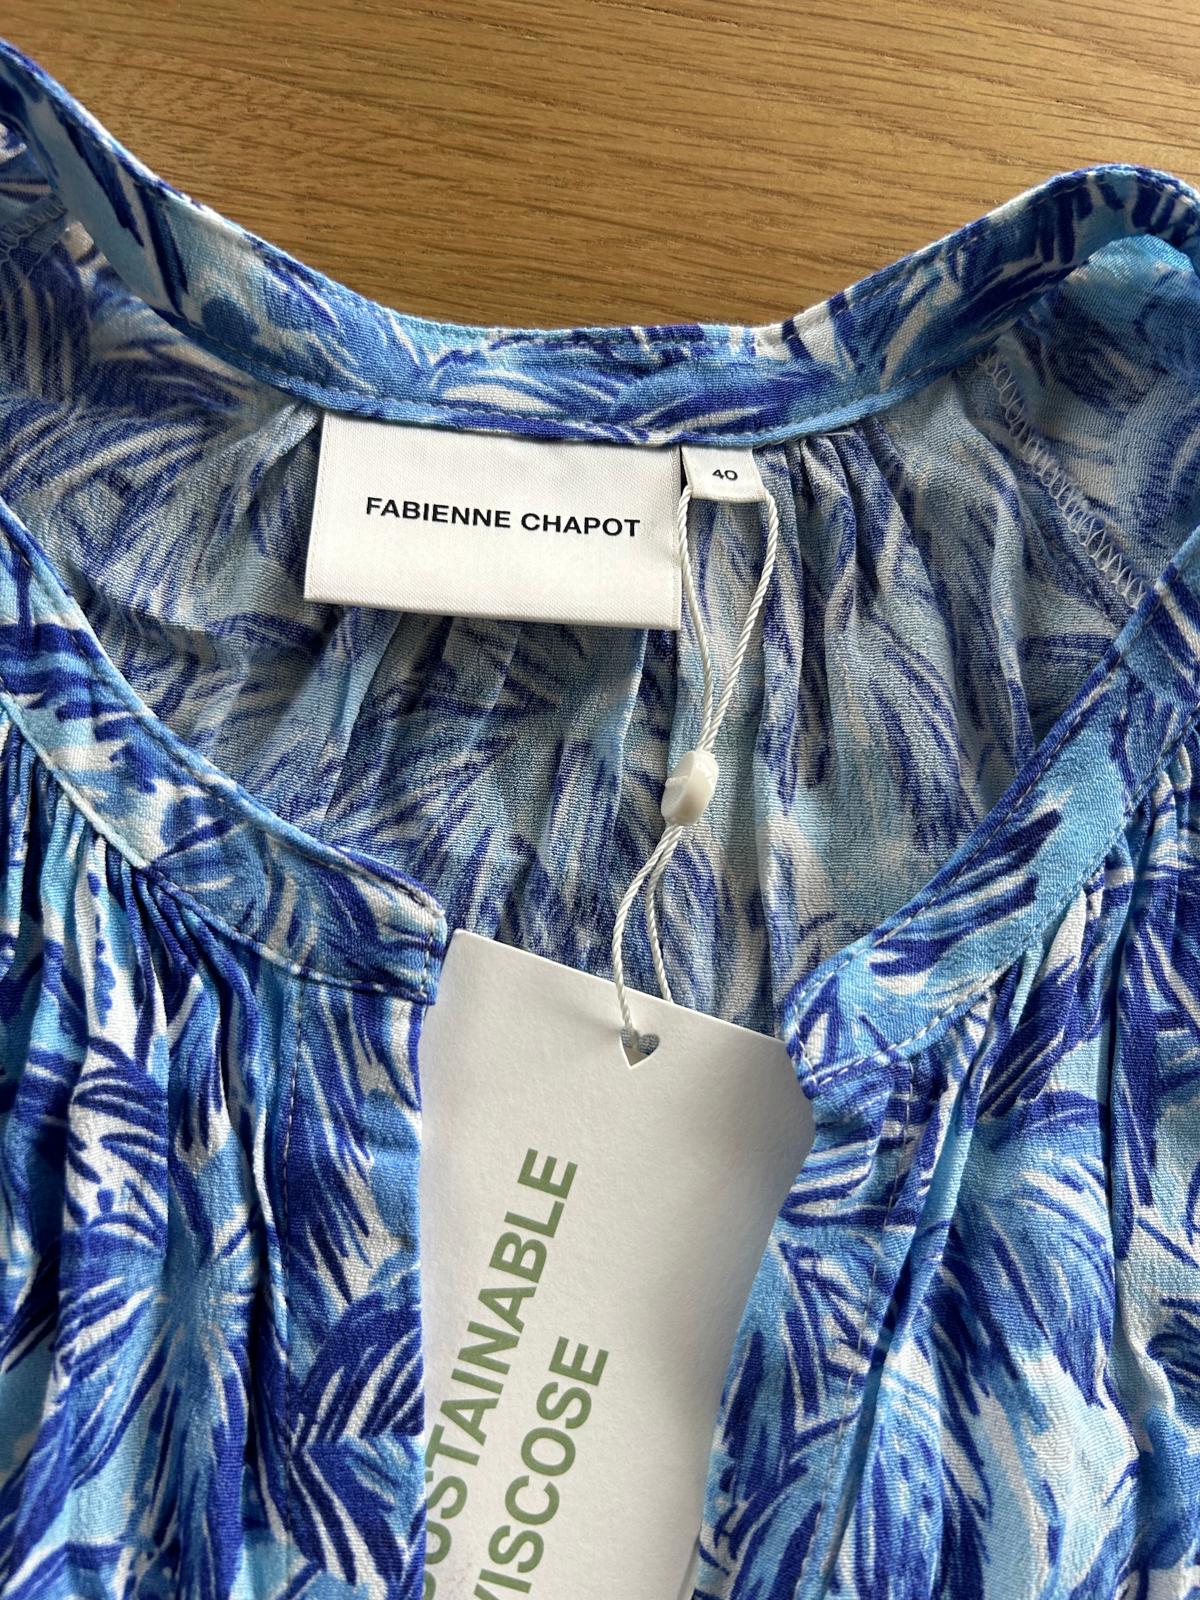 FABIENNE CHAPOT
40
SUSTAINABLE
VISCOSE